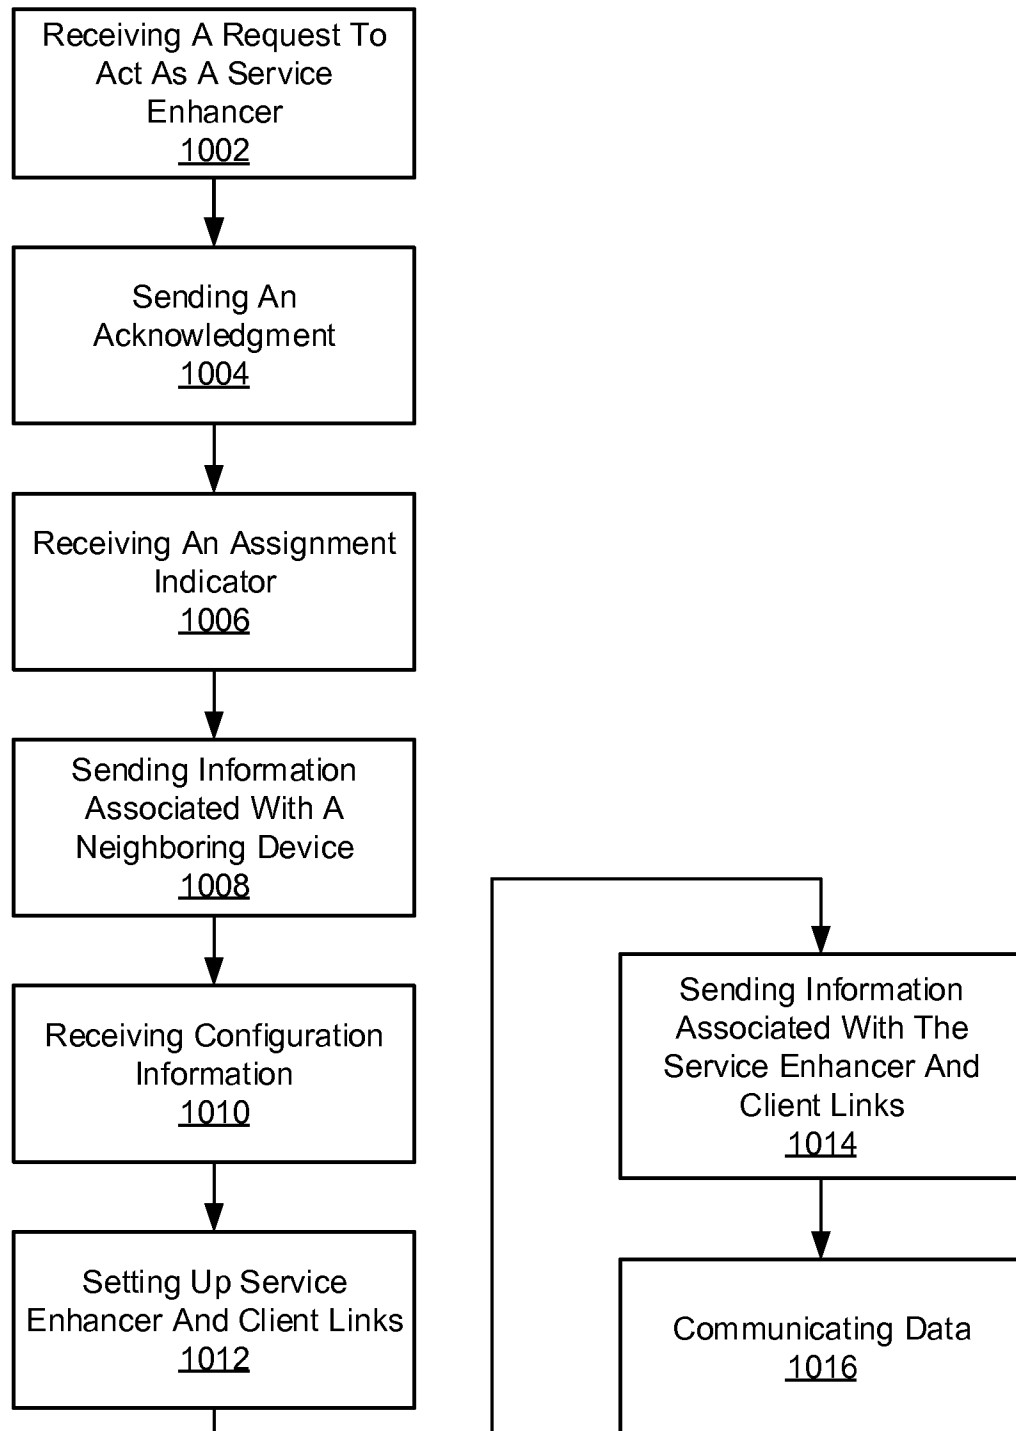 Receiving A Request To
Act As A Service
Enhancer
1002
Sending An
Acknowledgment
1004
Receiving An Assignment
Indicator
1006
Sending Information
Associated With A
Neighboring Device
1008
Receiving Configuration
Information
1010
Setting Up Service
Enhancer And Client Links
1012
Sending Information
Associated With The
Service Enhancer And
Client Links
1014
Communicating Data
1016